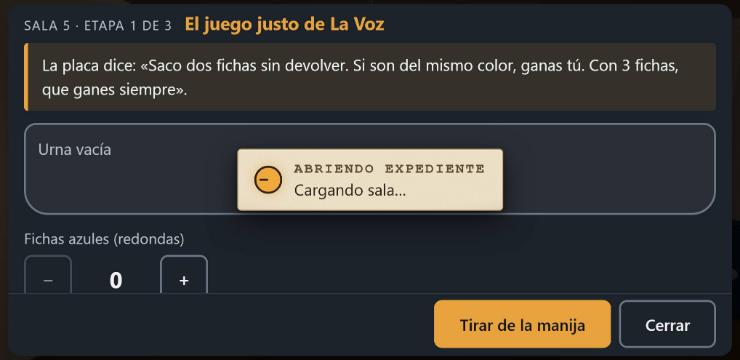 SALA 5 · ETAPA 1 DE 3 El juego justo de La Voz
La placa dice: «Saco dos fichas sin devolver. Si son del mismo color, ganas tú. Con 3 fichas,
que ganes siempre».
Urna vacía
ABRIENDO EXPEDIENTE
Cargando sala...
Fichas azules (redondas)
− 0 +
Tirar de la manija Cerrar